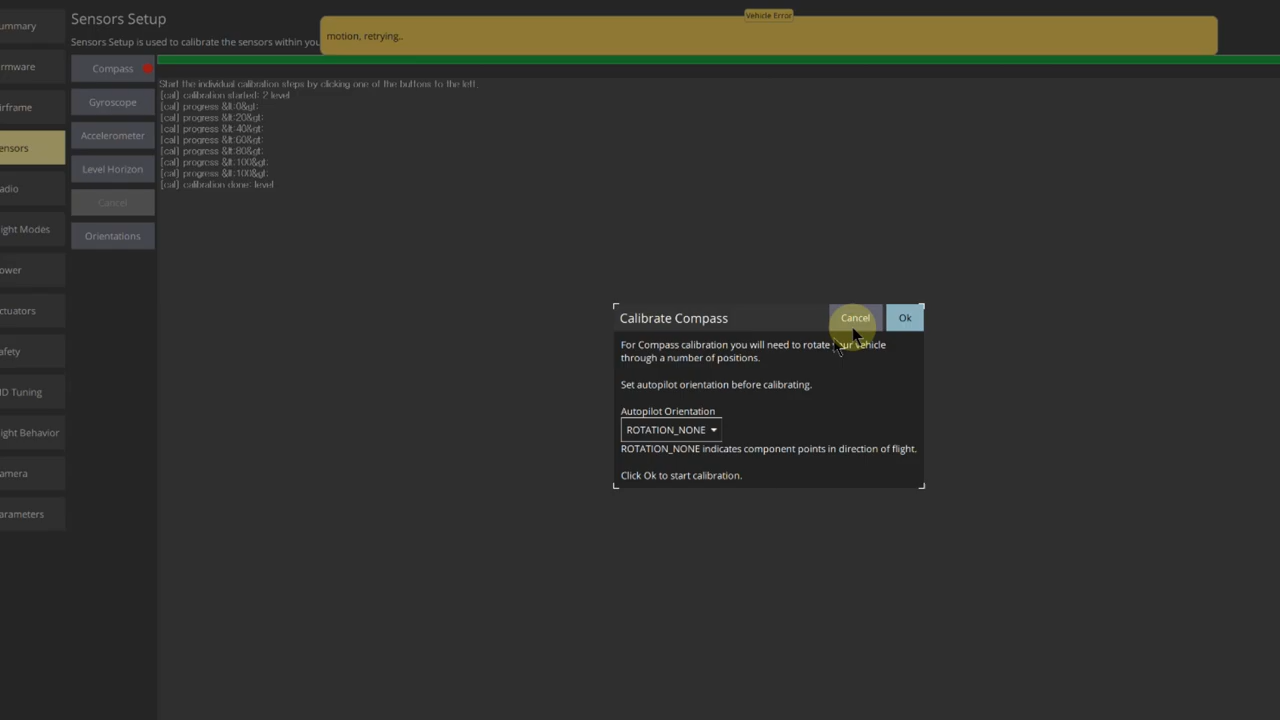 Sensors Setup
Vehicle Error
Sensors Setup is used to calibrate the sensors within you
motion, retrying..
ummary
rmware
irframe
ensors
adio
ight Modes
ower
ctuators
afety
ID Tuning
ight Behavior
amera
arameters
Compass
Gyroscope
Accelerometer
Level Horizon
Cancel
Orientations
Start the individual calibration steps by clicking one of the buttons to the left.
[cal] calibration started: 2 level
[cal] progress &lt;0&gt;
[cal] progress &lt;20&gt;
[cal] progress &lt;40&gt;
[cal] progress &lt;60&gt;
[cal] progress &lt;80&gt;
[cal] progress &lt;100&gt;
[cal] progress &lt;100&gt;
[cal] calibration done: level
Calibrate Compass
Cancel
Ok
For Compass calibration you will need to rotate your vehicle
through a number of positions.
Set autopilot orientation before calibrating.
Autopilot Orientation
ROTATION_NONE
ROTATION_NONE indicates component points in direction of flight.
Click Ok to start calibration.